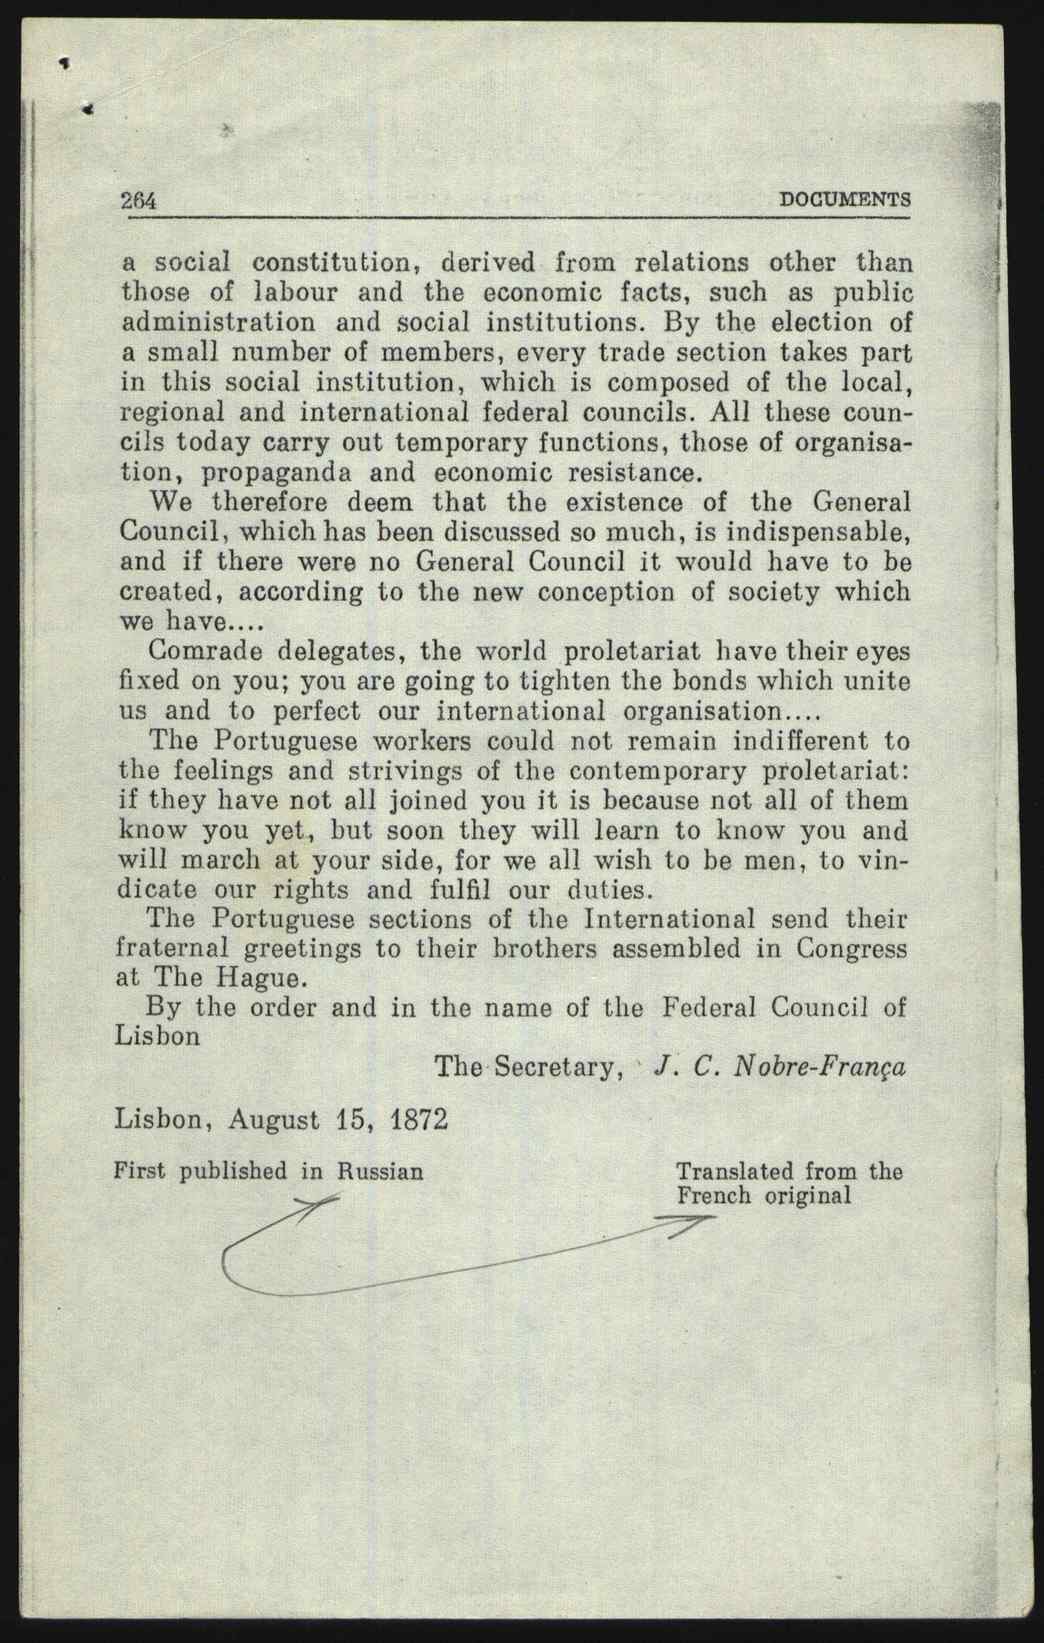 264 DOCUMENTS
a social constitution, derived from relations other than
those of labour and the economic facts, such as public
administration and social institutions. By the election of
a small number of members, every trade section takes part
in this social institution, which is composed of the local,
regional and international federal councils. All these coun-
cils today carry out temporary functions, those of organisa-
tion, propaganda and economic resistance.
We therefore deem that the existence of the General
Council, which has been discussed so much, is indispensable,
and if there were no General Council it would have to be
created, according to the new conception of society which
we have....
Comrade delegates, the world proletariat have their eyes
fixed on you; you are going to tighten the bonds which unite
us and to perfect our international organisation....
The Portuguese workers could not remain indifferent to
the feelings and strivings of the contemporary proletariat:
if they have not all joined you it is because not all of them
know you yet, but soon they will learn to know you and
will march at your side, for we all wish to be men, to vin-
dicate our rights and fulfil our duties.
The Portuguese sections of the International send their
fraternal greetings to their brothers assembled in Congress
at The Hague.
By the order and in the name of the Federal Council of
Lisbon
The Secretary, J. C. Nobre-França
Lisbon, August 15, 1872
First published in Russian
Translated from the
French original